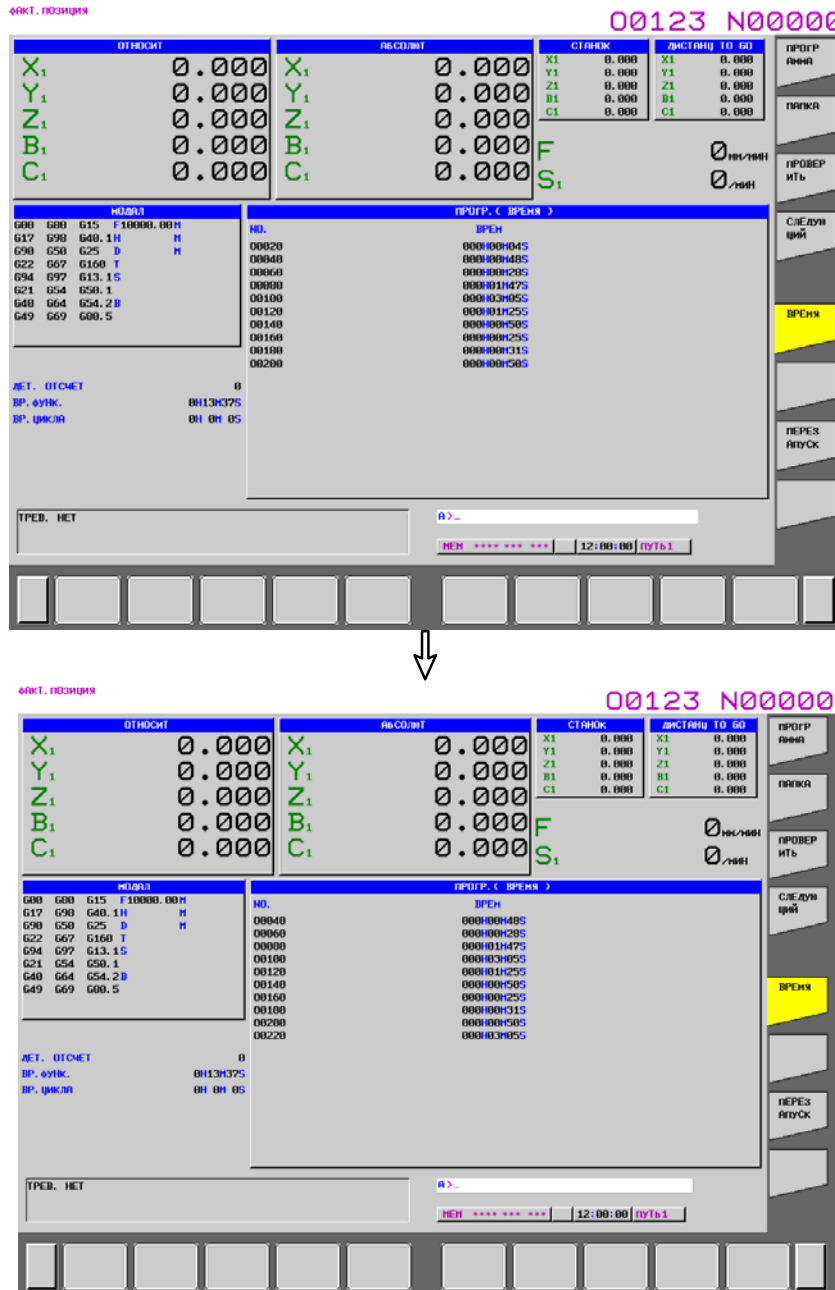 ФАКТ.ПОЗИЦИЯ
O0123 N00000
ОТНОСИТ АБСОЛЮТ СТАНОК ДИСТАНЦ TO GO
X1 0.000 X1 0.000 X1 0.000 X1 0.000
Y1 0.000 Y1 0.000 Y1 0.000 Y1 0.000
Z1 0.000 Z1 0.000 Z1 0.000 Z1 0.000
B1 0.000 B1 0.000 B1 0.000 B1 0.000
C1 0.000 C1 0.000 C1 0.000 C1 0.000
F 0 ММ/МИН
S1 0 /МИН
МОДАЛ
G00 G80 G15 F10000.00 M
G17 G98 G40.1 H M
G90 G50 G25 D M
G22 G67 G160 T
G94 G97 G13.1 S
G21 G54 G50.1
G40 G64 G54.2 B
G49 G69 G80.5
ПРОГР.( ВРЕМЯ )
NO. ВРЕМ
O0020 000H00M04S
O0040 000H00M48S
O0060 000H00M28S
O0080 000H01M47S
O0100 000H03M05S
O0120 000H01M25S
O0140 000H00M50S
O0160 000H00M25S
O0180 000H00M31S
O0200 000H00M50S
ДЕТ. ОТСЧЕТ 0
ВР.ФУНК. 0H13M37S
ВР.ЦИКЛА 0H 0M 0S
ТРЕВ. НЕТ
A>_
MEM **** *** *** 12:00:00 ПУТЬ1
ПРОГР
АММА
ПАПКА
ПРОВЕР
ИТЬ
СЛЕДУЮ
ЩИЙ
ВРЕМЯ
ПЕРЕЗ
АПУСК
ФАКТ.ПОЗИЦИЯ
O0123 N00000
ОТНОСИТ АБСОЛЮТ СТАНОК ДИСТАНЦ TO GO
X1 0.000 X1 0.000 X1 0.000 X1 0.000
Y1 0.000 Y1 0.000 Y1 0.000 Y1 0.000
Z1 0.000 Z1 0.000 Z1 0.000 Z1 0.000
B1 0.000 B1 0.000 B1 0.000 B1 0.000
C1 0.000 C1 0.000 C1 0.000 C1 0.000
F 0 ММ/МИН
S1 0 /МИН
МОДАЛ
G00 G80 G15 F10000.00 M
G17 G98 G40.1 H M
G90 G50 G25 D M
G22 G67 G160 T
G94 G97 G13.1 S
G21 G54 G50.1
G40 G64 G54.2 B
G49 G69 G80.5
ПРОГР.( ВРЕМЯ )
NO. ВРЕМ
O0040 000H00M48S
O0060 000H00M28S
O0080 000H01M47S
O0100 000H03M05S
O0120 000H01M25S
O0140 000H00M50S
O0160 000H00M25S
O0180 000H00M31S
O0200 000H00M50S
O0220 000H03M05S
ДЕТ. ОТСЧЕТ 0
ВР.ФУНК. 0H13M37S
ВР.ЦИКЛА 0H 0M 0S
ТРЕВ. НЕТ
A>_
MEM **** *** *** 12:00:00 ПУТЬ1
ПРОГР
АММА
ПАПКА
ПРОВЕР
ИТЬ
СЛЕДУЮ
ЩИЙ
ВРЕМЯ
ПЕРЕЗ
АПУСК